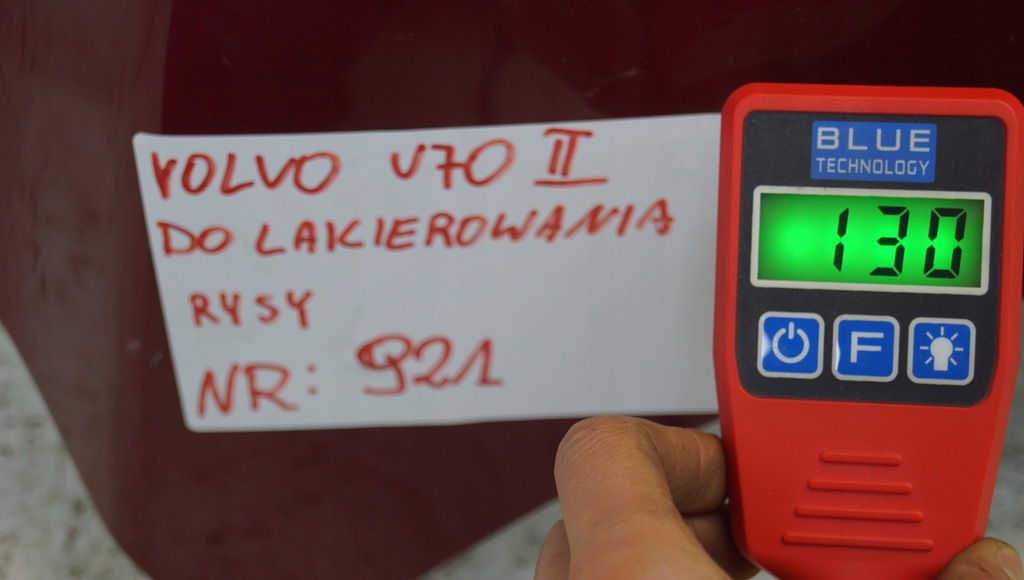 VOLVO V70 II
DO LAKIEROWANIA
RYSY
NR: 921
BLUE
TECHNOLOGY
130
F